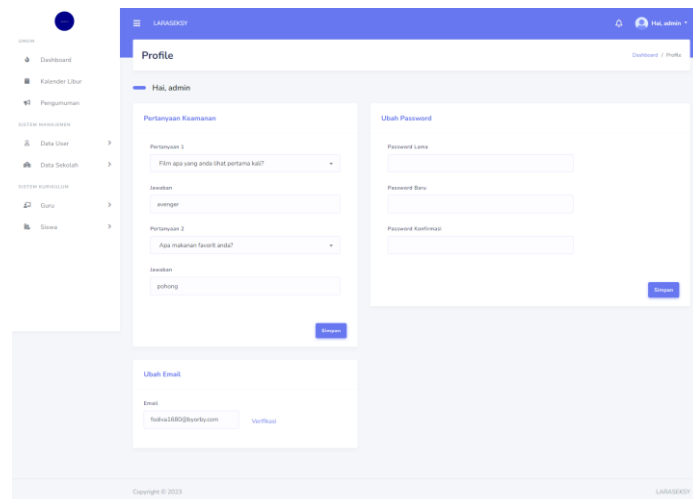 LARASEKSY
Hai, admin
UMUM
Dashboard
Kalender Libur
Pengumuman
SISTEM MANAJEMEN
Data User
Data Sekolah
SISTEM KURIKULUM
Guru
Siswa
Profile
Dashboard / Profile
Hai, admin
Pertanyaan Keamanan
Pertanyaan 1
Film apa yang anda lihat pertama kali?
Jawaban
avenger
Pertanyaan 2
Apa makanan favorit anda?
Jawaban
pohong
Simpan
Ubah Password
Password Lama
Password Baru
Password Konfirmasi
Simpan
Ubah Email
Email
Verifikasi
Copyright © 2023
LARASEKSY